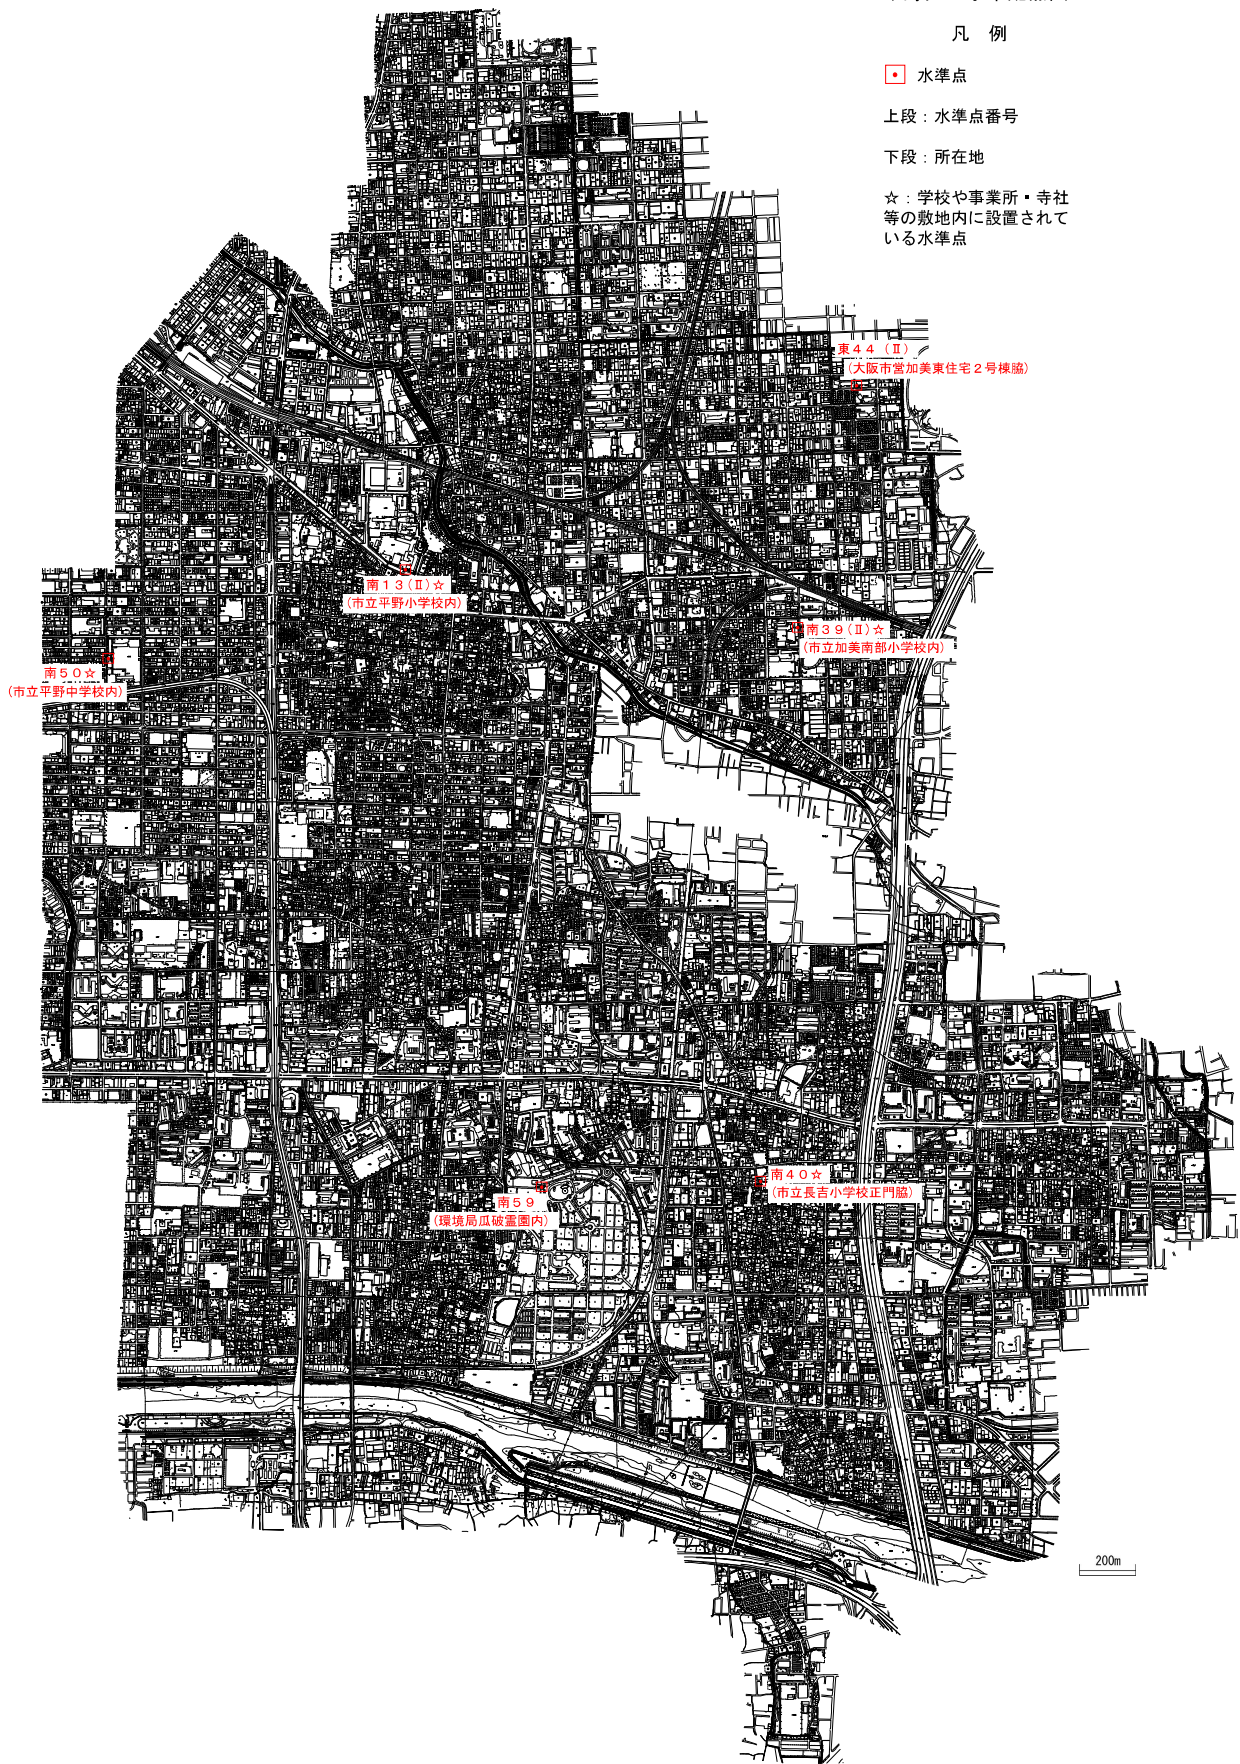 凡 例
水準点
上段：水準点番号
下段：所在地
☆：学校や事業所・寺社
等の敷地内に設置されて
いる水準点
東４４（Ⅱ）
（大阪市営加美東住宅２号棟脇）
南１３（Ⅱ）☆
（市立平野小学校内）
南３９（Ⅱ）☆
（市立加美南部小学校内）
南５０☆
（市立平野中学校内）
南４０☆
（市立長吉小学校正門脇）
南５９
（環境局瓜破霊園内）
200m